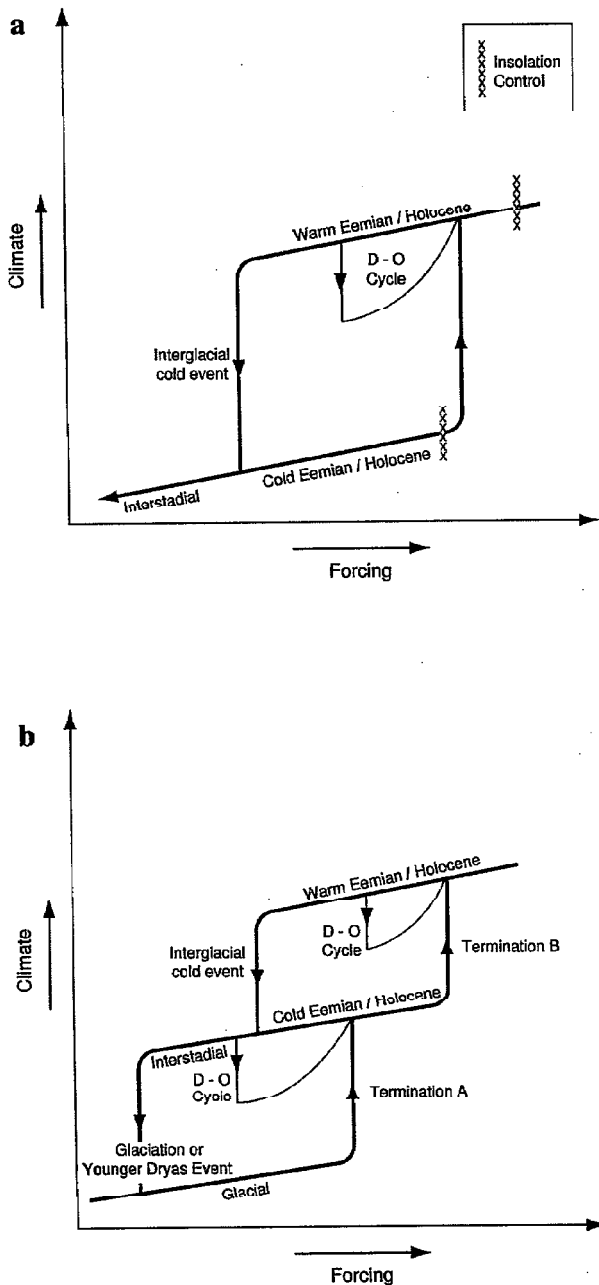 a
Insolation
Control
Climate
Warm Eemian / Holocene
D - O
Cycle
Interglacial
cold event
Cold Eemian / Holocene
Interstadial
Forcing
b
Climate
Warm Eemian / Holocene
D - O
Cycle
Interglacial
cold event
Termination B
Cold Eemian / Holocene
Interstadial
D - O
Cycle
Termination A
Glaciation or
Younger Dryas Event
Glacial
Forcing